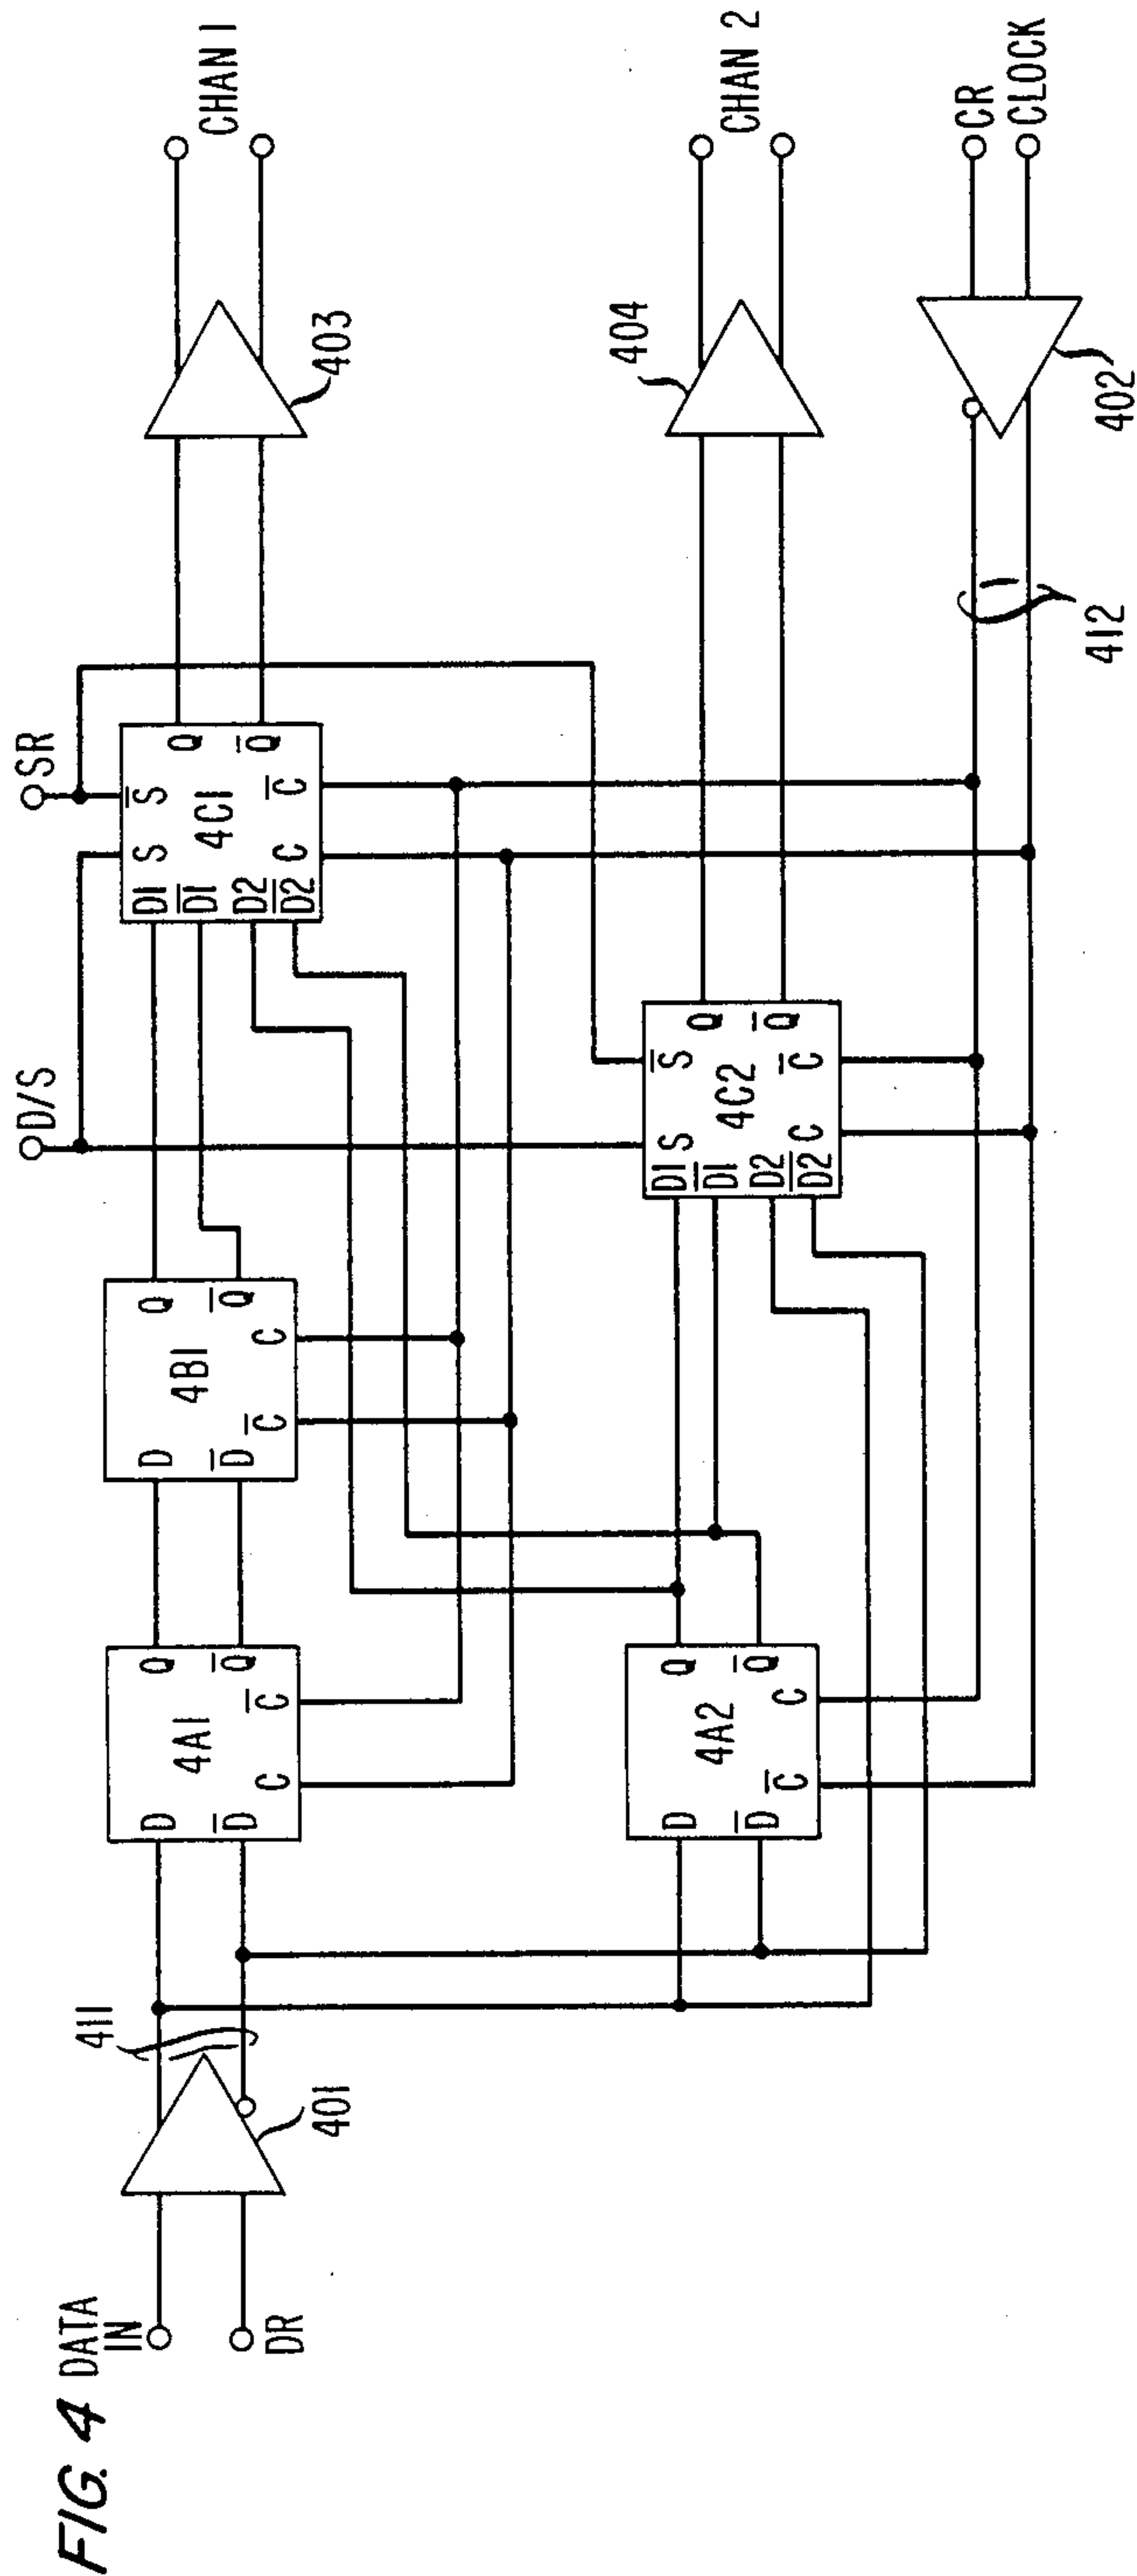 FIG. 4
DATA
IN
DR
401
411
D
D̅
4A1
C
C̅
Q
Q̅
D
D̅
4B1
C̅
C
Q
Q̅
D/S
SR
D1
D̅1̅
D2
D̅2̅
S
S̅
4C1
C
C̅
Q
Q̅
403
CHAN 1
D
D̅
4A2
C̅
C
Q
Q̅
D1
D̅1̅
D2
D̅2̅
S
S̅
4C2
C
C̅
Q
Q̅
404
CHAN 2
412
402
CR
CLOCK